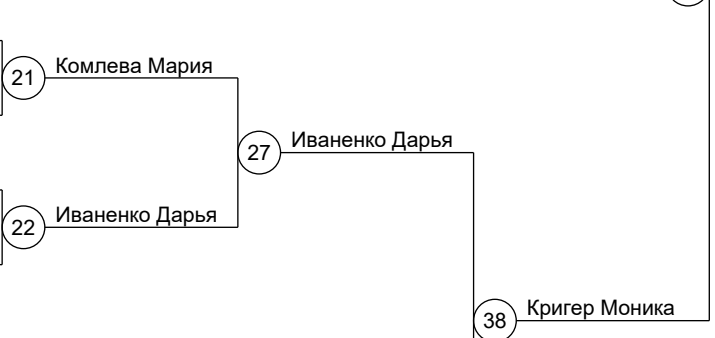 21 Комлева Мария
27 Иваненко Дарья
22 Иваненко Дарья
38 Кригер Моника